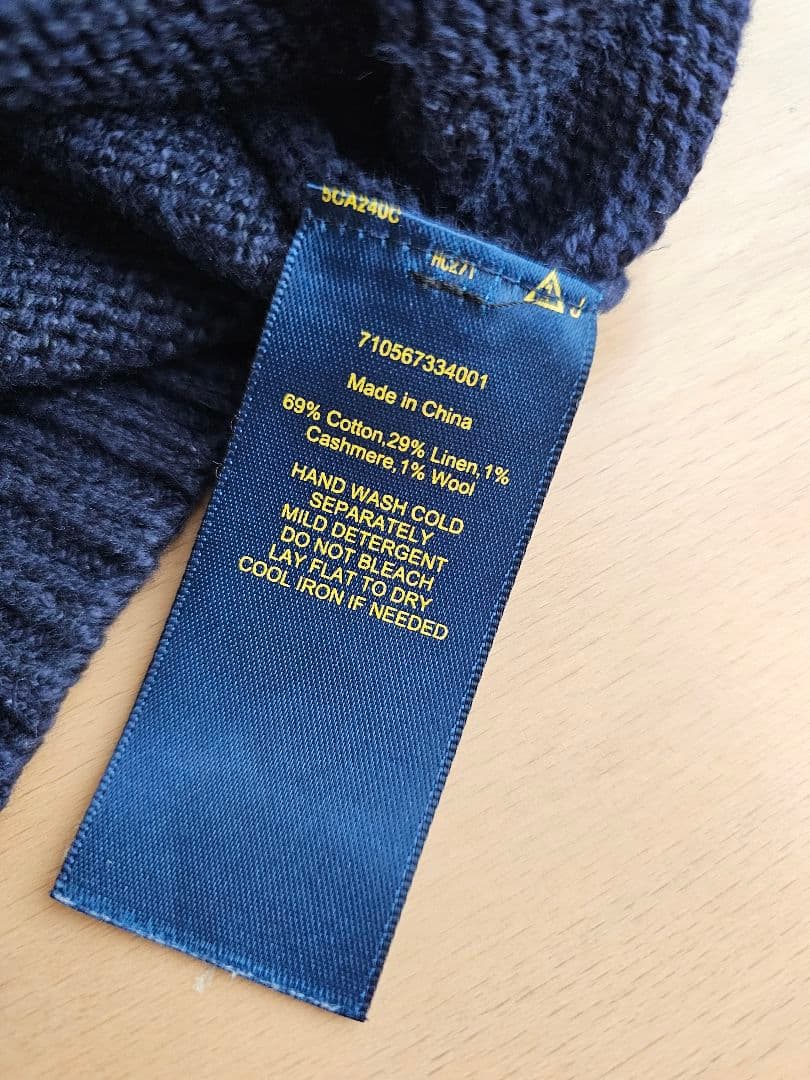 5CA240C
HC271
J
710567334001
Made in China
69% Cotton,29% Linen,1%
Cashmere,1% Wool
HAND WASH COLD
SEPARATELY
MILD DETERGENT
DO NOT BLEACH
LAY FLAT TO DRY
COOL IRON IF NEEDED